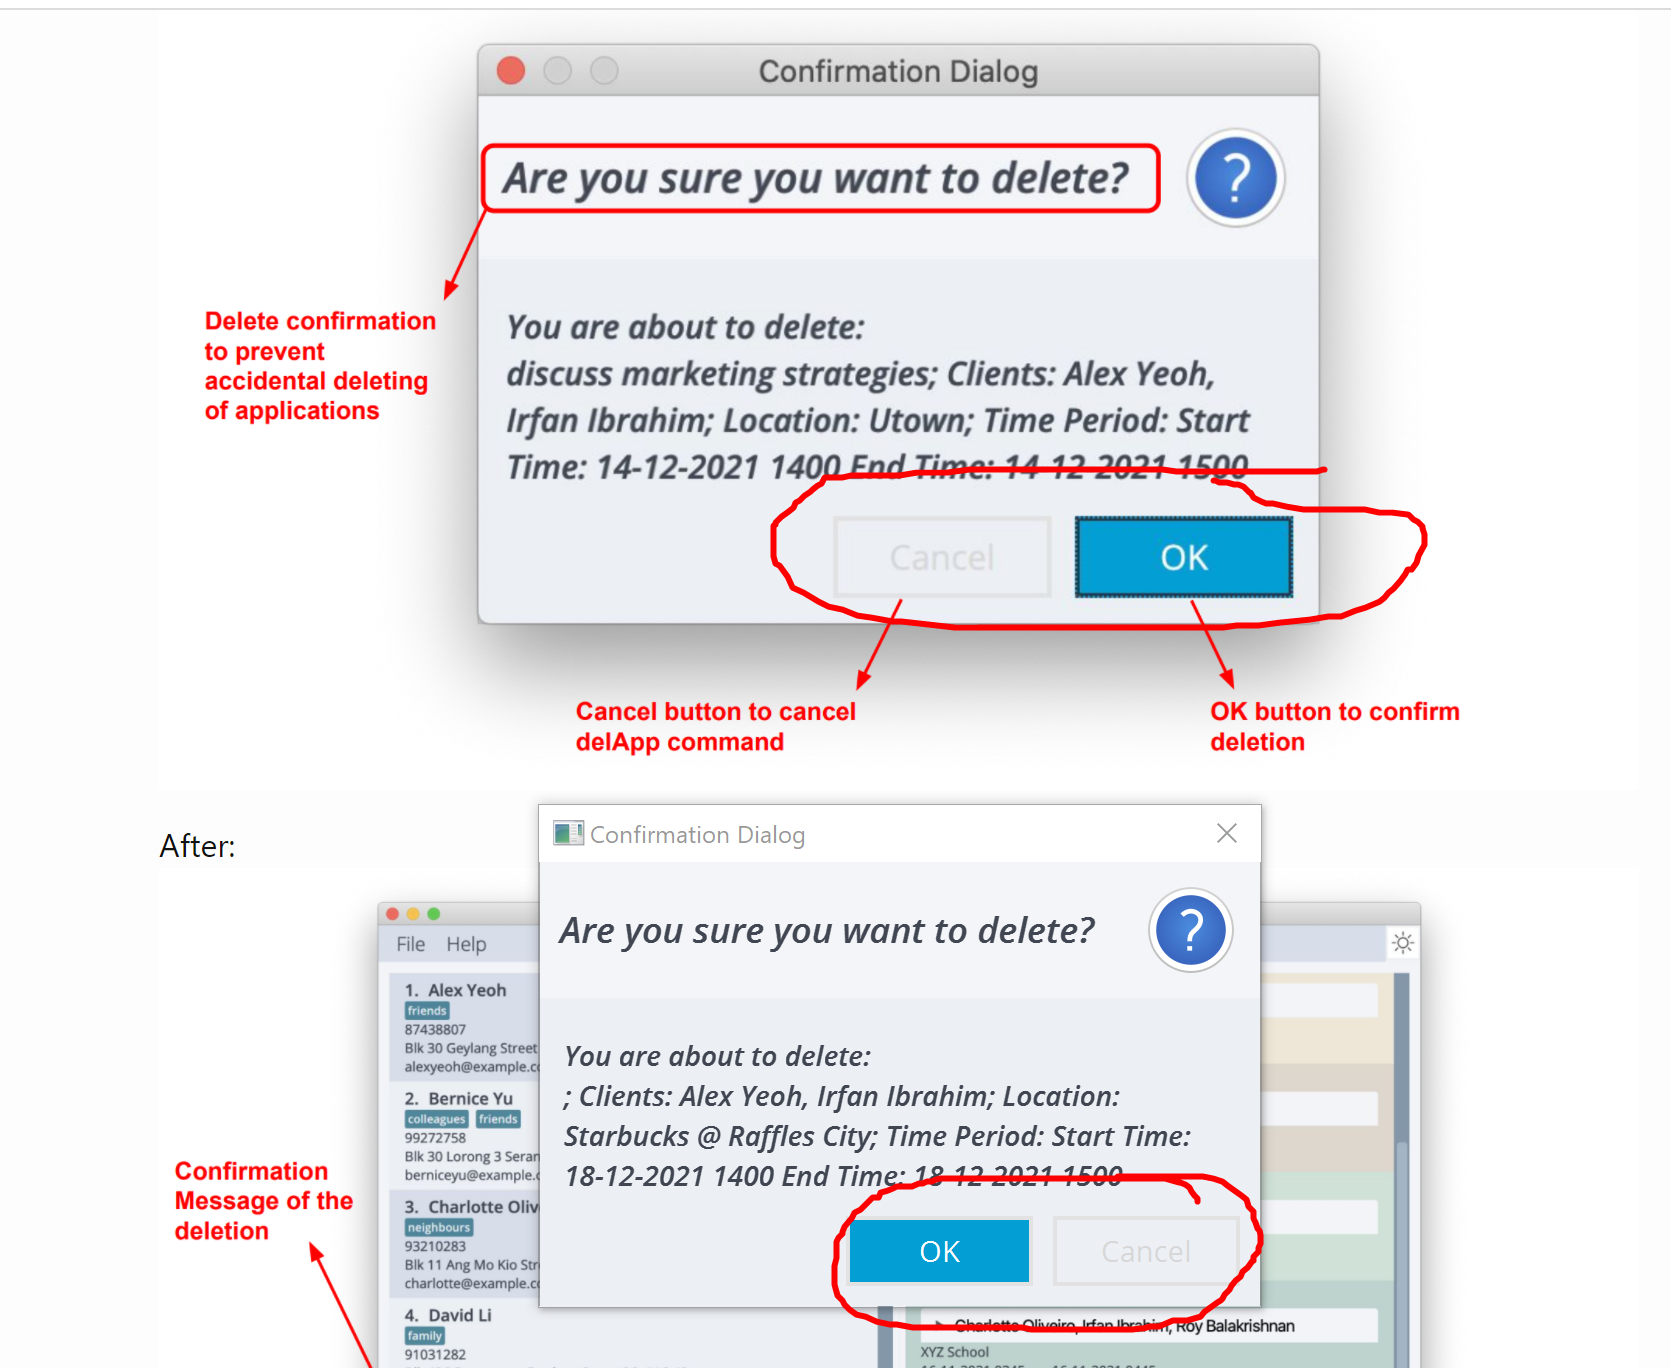 Confirmation Dialog
Are you sure you want to delete?
?
Delete confirmation
to prevent
accidental deleting
of applications
You are about to delete:
discuss marketing strategies; Clients: Alex Yeoh,
Irfan Ibrahim; Location: Utown; Time Period: Start
Time: 14-12-2021 1400 End Time: 14-12-2021 1500
Cancel
OK
Cancel button to cancel
delApp command
OK button to confirm
deletion
After:
Confirmation Dialog
Are you sure you want to delete?
?
You are about to delete:
; Clients: Alex Yeoh, Irfan Ibrahim; Location:
Starbucks @ Raffles City; Time Period: Start Time:
18-12-2021 1400 End Time: 18-12-2021 1500
OK
Cancel
File Help
1. Alex Yeoh
friends
87438807
Blk 30 Geylang Street
alexyeoh@example.c
2. Bernice Yu
colleagues friends
99272758
Blk 30 Lorong 3 Seran
berniceyu@example.c
3. Charlotte Oliv
neighbours
93210283
Blk 11 Ang Mo Kio Str
charlotte@example.c
4. David Li
family
91031282
Confirmation
Message of the
deletion
Charlotte Oliveiro, Irfan Ibrahim, Roy Balakrishnan
XYZ School